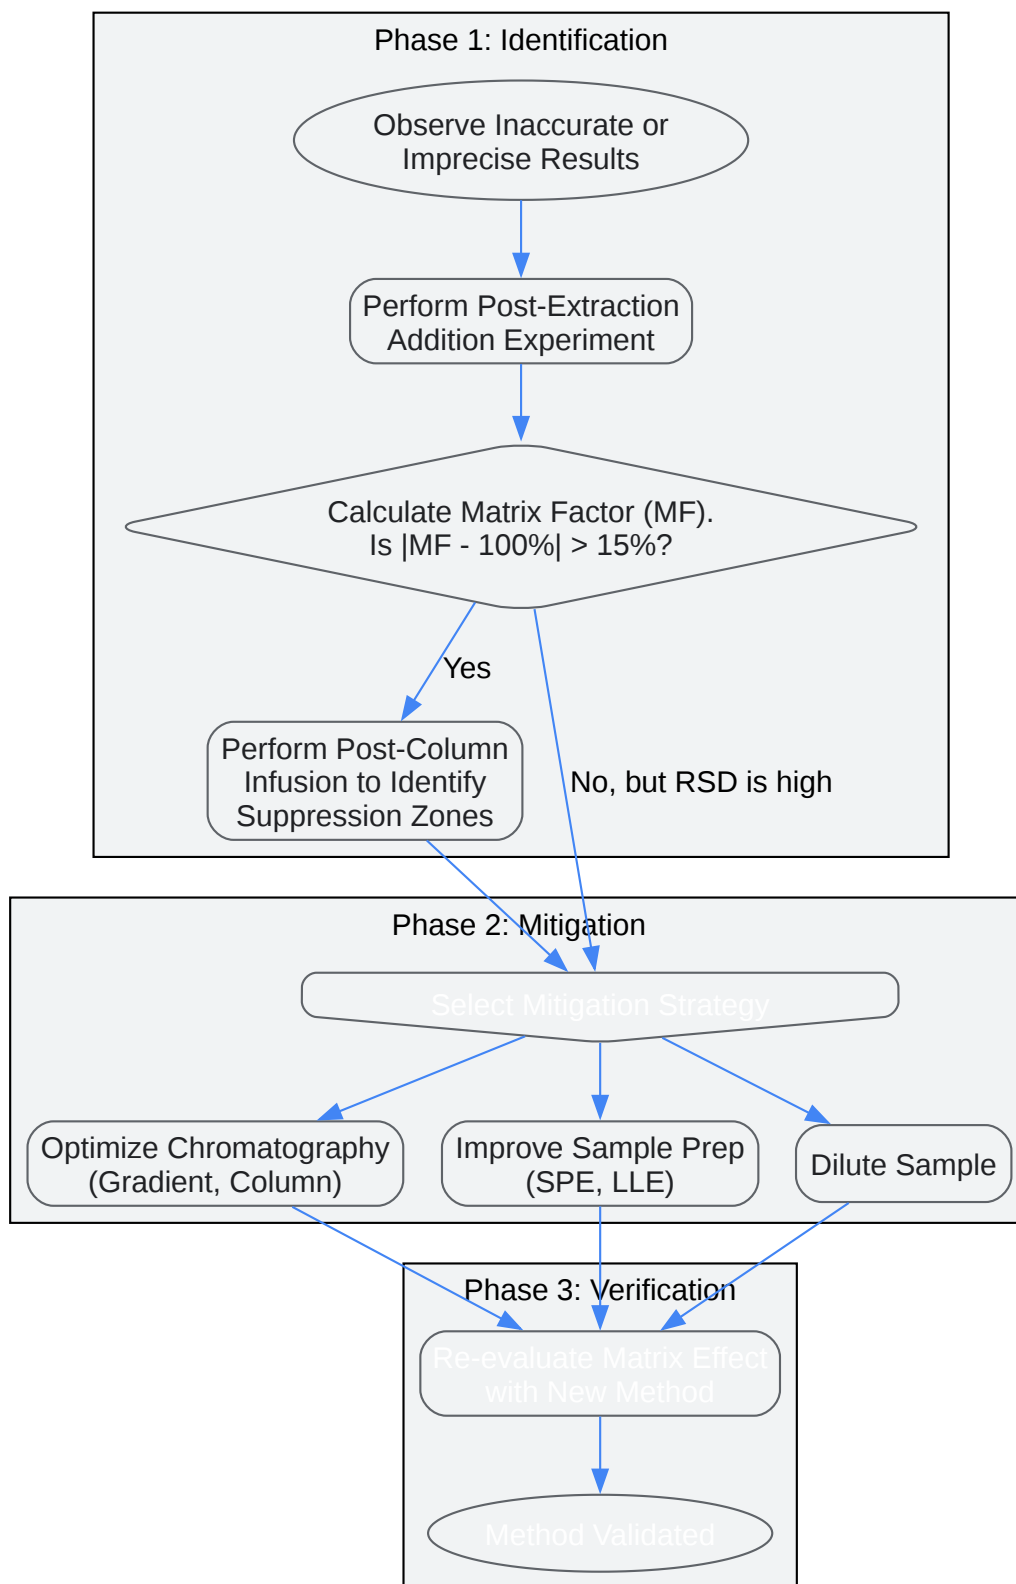 Phase 1: Identification
Observe Inaccurate or
Imprecise Results
Perform Post-Extraction
Addition Experiment
Calculate Matrix Factor (MF).
Is |MF - 100%| > 15%?
Yes
Perform Post-Column
Infusion to Identify
Suppression Zones
No, but RSD is high
Phase 2: Mitigation
Select Mitigation Strategy
Optimize Chromatography
(Gradient, Column)
Improve Sample Prep
(SPE, LLE)
Dilute Sample
Phase 3: Verification
Re-evaluate Matrix Effect
with New Method
Method Validated